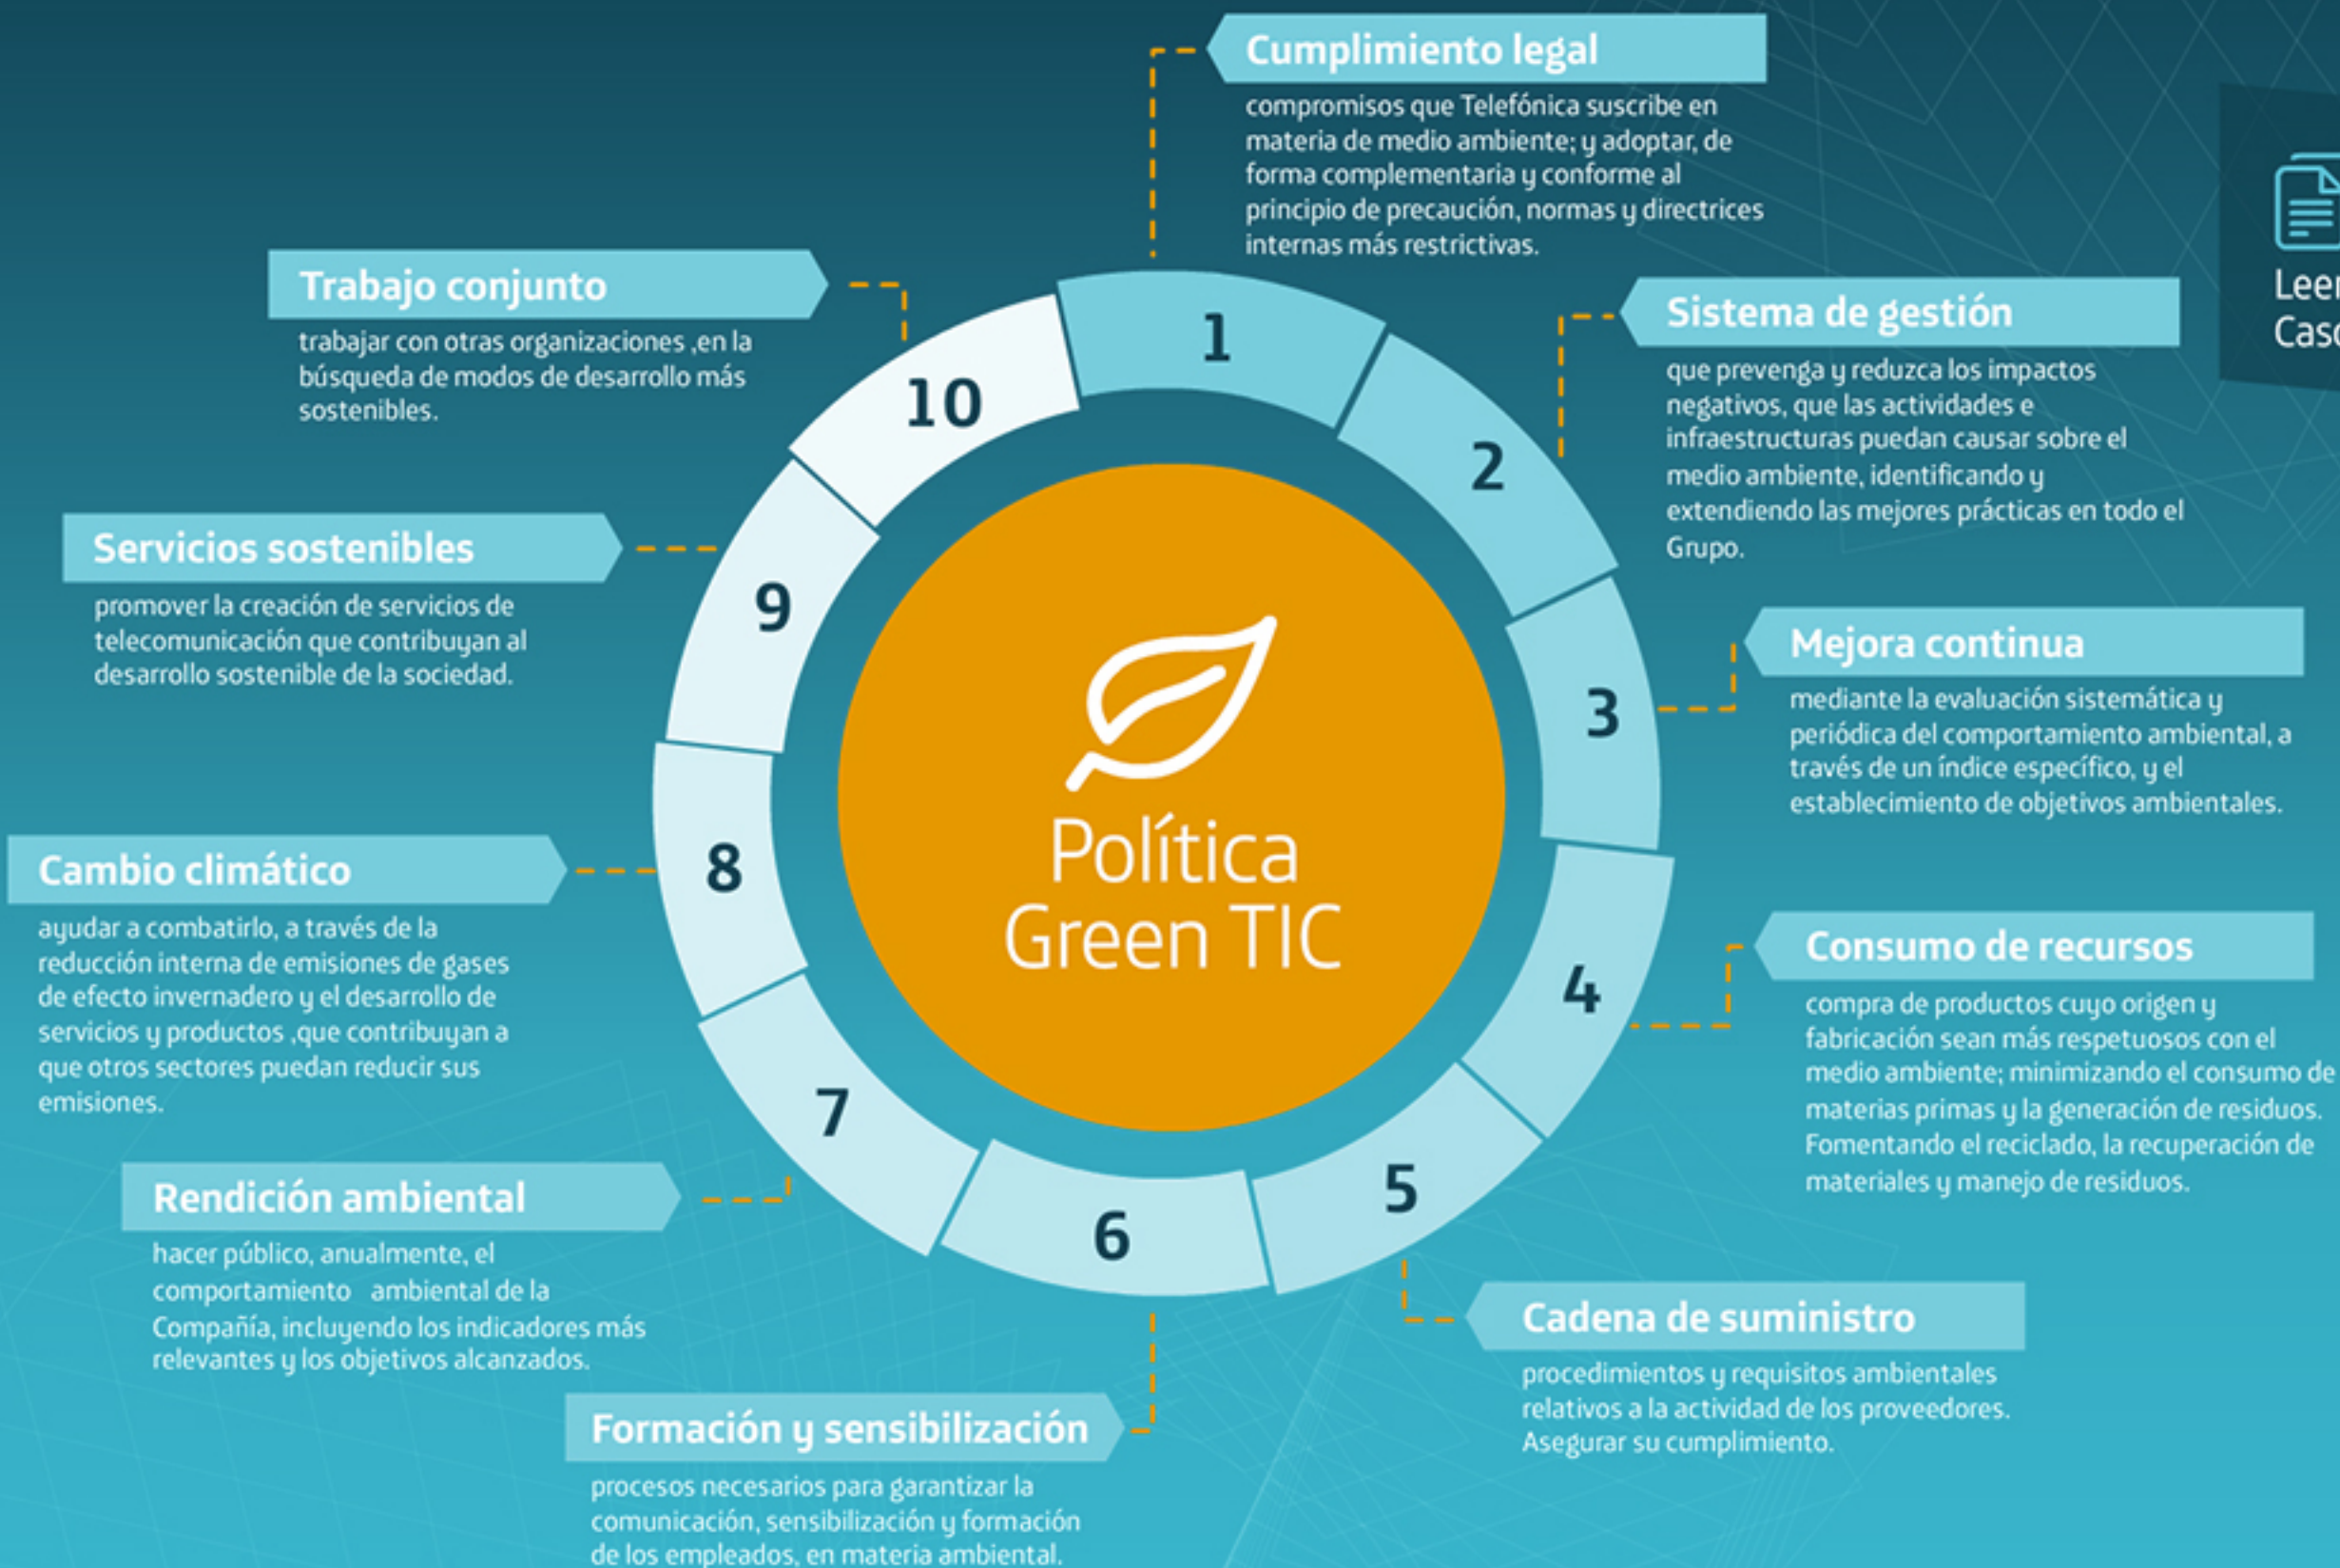 Cumplimiento legal
compromisos que Telefónica suscribe en
materia de medio ambiente; y adoptar, de
forma complementaria y conforme al
principio de precaución, normas y directrices
internas más restrictivas.
Sistema de gestión
que prevenga y reduzca los impactos
negativos, que las actividades e
infraestructuras puedan causar sobre el
medio ambiente, identificando y
extendiendo las mejores prácticas en todo el
Grupo.
Mejora continua
mediante la evaluación sistemática y
periódica del comportamiento ambiental, a
través de un índice específico, y el
establecimiento de objetivos ambientales.
Consumo de recursos
compra de productos cuyo origen y
fabricación sean más respetuosos con el
medio ambiente; minimizando el consumo de
materias primas y la generación de residuos.
Fomentando el reciclado, la recuperación de
materiales y manejo de residuos.
Cadena de suministro
procedimientos y requisitos ambientales
relativos a la actividad de los proveedores.
Asegurar su cumplimiento.
Formación y sensibilización
procesos necesarios para garantizar la
comunicación, sensibilización y formación
de los empleados, en materia ambiental.
Rendición ambiental
hacer público, anualmente, el
comportamiento ambiental de la
Compañía, incluyendo los indicadores más
relevantes y los objetivos alcanzados.
Cambio climático
ayudar a combatirlo, a través de la
reducción interna de emisiones de gases
de efecto invernadero y el desarrollo de
servicios y productos ,que contribuyan a
que otros sectores puedan reducir sus
emisiones.
Servicios sostenibles
promover la creación de servicios de
telecomunicación que contribuyan al
desarrollo sostenible de la sociedad.
Trabajo conjunto
trabajar con otras organizaciones ,en la
búsqueda de modos de desarrollo más
sostenibles.
1
2
3
4
5
6
7
8
9
10
Política
Green TIC